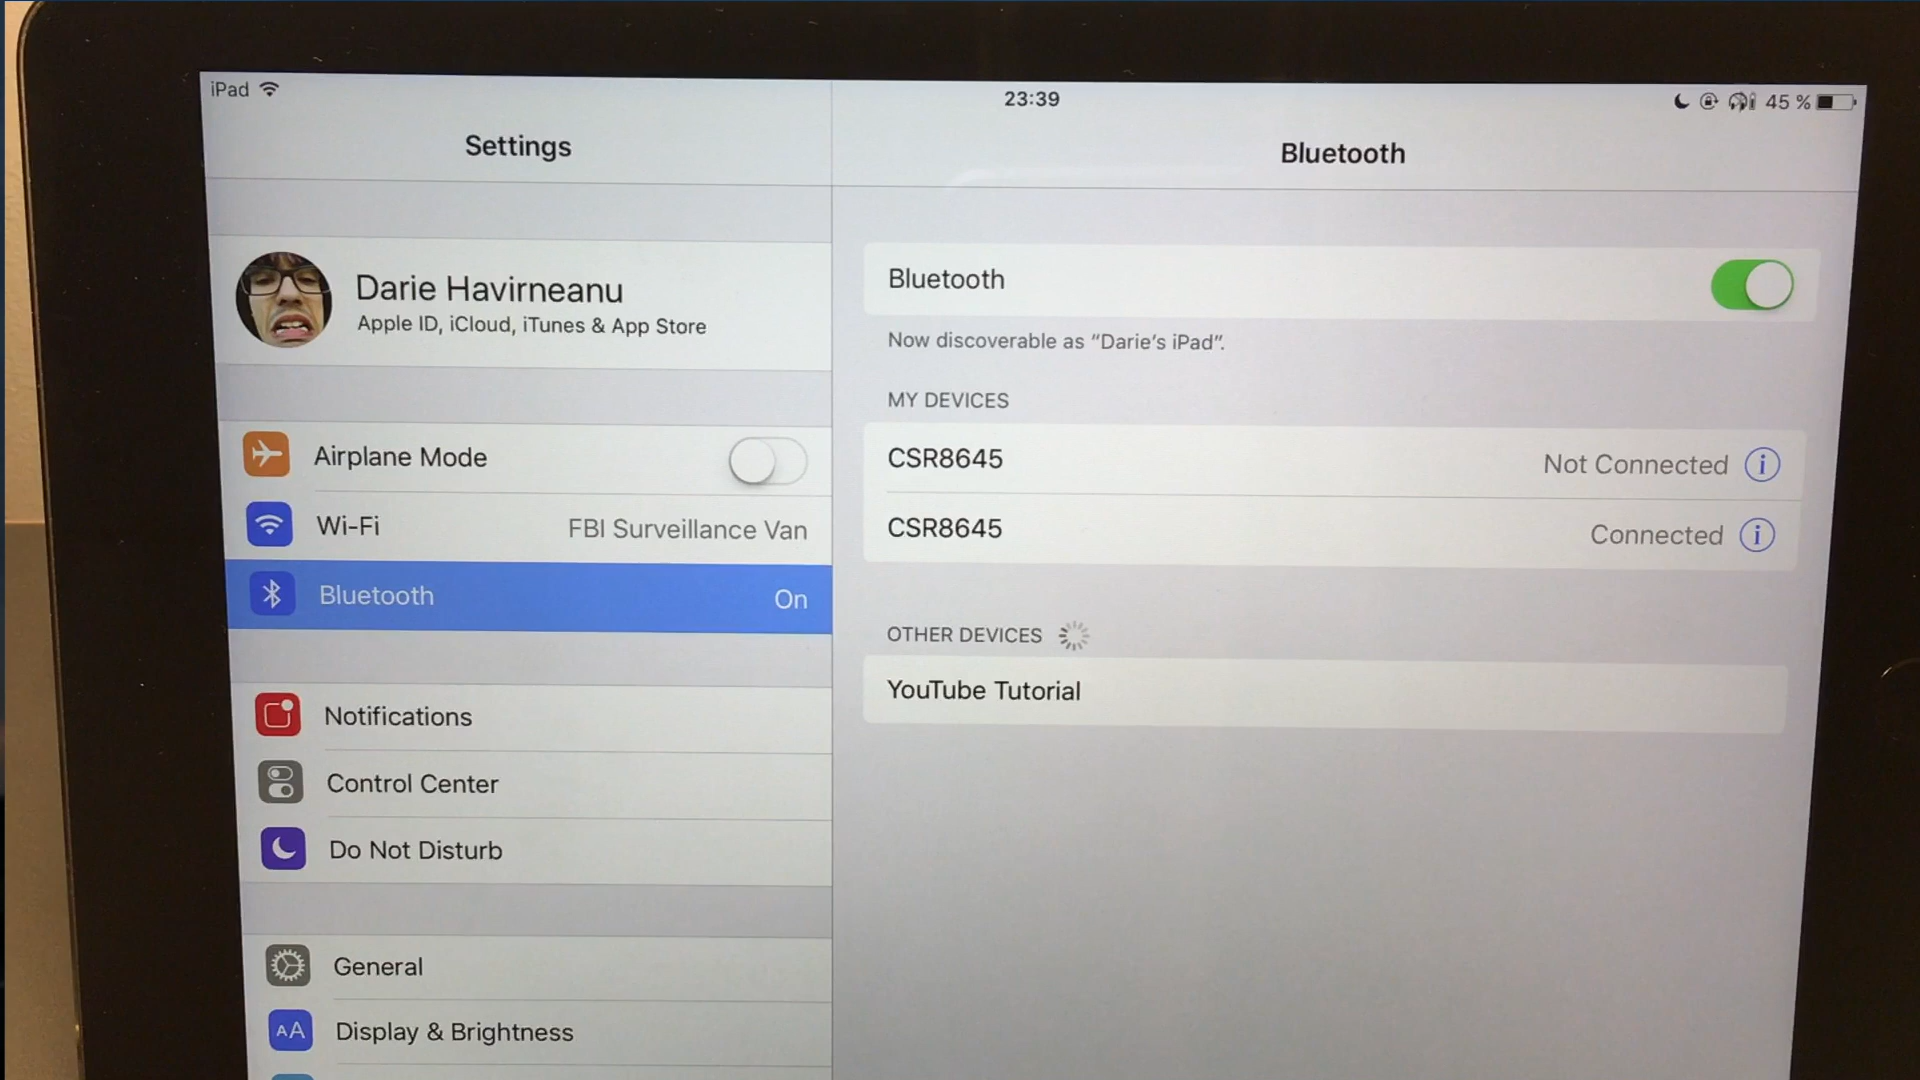 iPad
23:39
45 %
Settings
Bluetooth
Darie Havirneanu
Apple ID, iCloud, iTunes & App Store
Airplane Mode
Wi-Fi
FBI Surveillance Van
Bluetooth
On
Notifications
Control Center
Do Not Disturb
General
AA
Display & Brightness
Bluetooth
Now discoverable as “Darie’s iPad”.
MY DEVICES
CSR8645
Not Connected
CSR8645
Connected
OTHER DEVICES
YouTube Tutorial